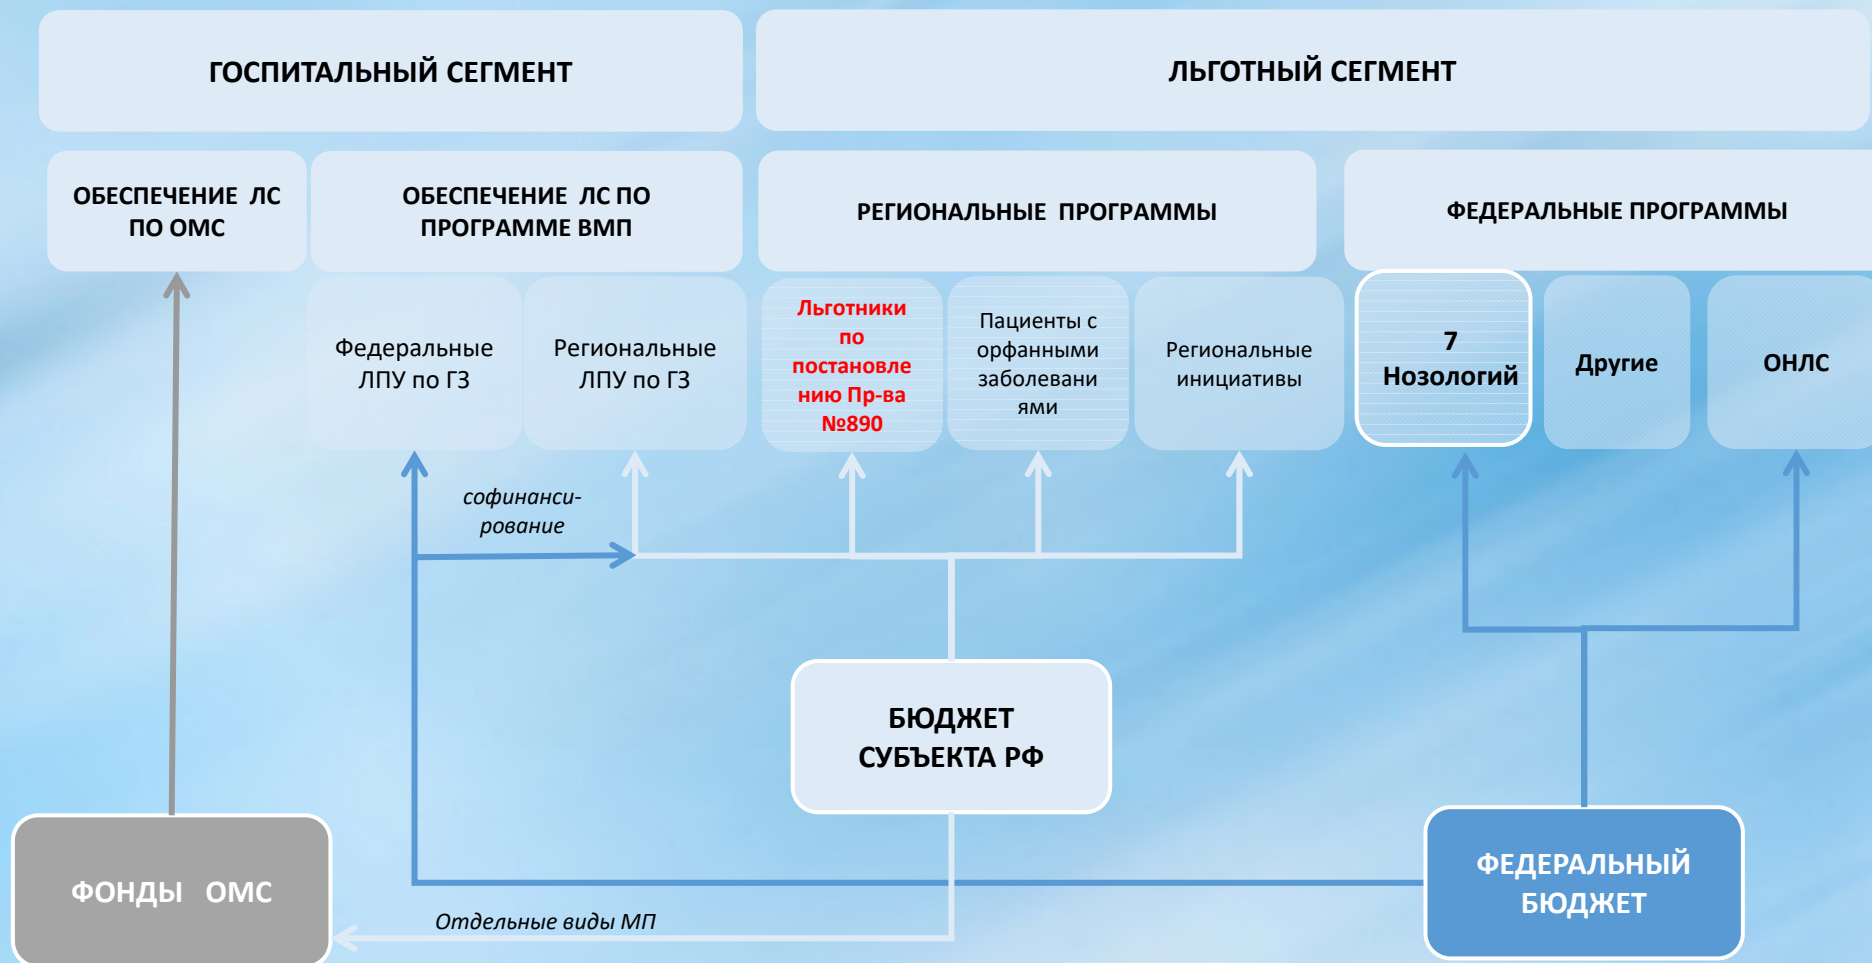 ГОСПИТАЛЬНЫЙ СЕГМЕНТ
ЛЬГОТНЫЙ СЕГМЕНТ
ОБЕСПЕЧЕНИЕ ЛС
ПО ОМС
ОБЕСПЕЧЕНИЕ ЛС ПО
ПРОГРАММЕ ВМП
РЕГИОНАЛЬНЫЕ ПРОГРАММЫ
ФЕДЕРАЛЬНЫЕ ПРОГРАММЫ
Федеральные
ЛПУ по ГЗ
Региональные
ЛПУ по ГЗ
Льготники
по
постановле
нию Пр-ва
№890
Пациенты с
орфанными
заболевани
ями
Региональные
инициативы
7
Нозологий
Другие
ОНЛС
софинанси-
рование
БЮДЖЕТ
СУБЪЕКТА РФ
ФОНДЫ ОМС
Отдельные виды МП
ФЕДЕРАЛЬНЫЙ
БЮДЖЕТ